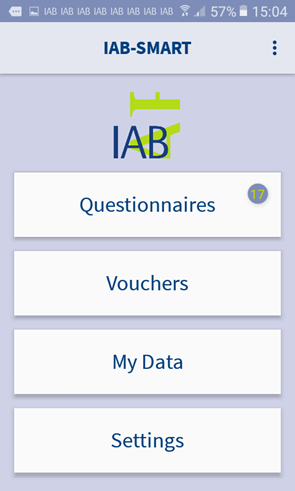 IAB IAB IAB IAB IAB IAB IAB IAB 57% 15:04
IAB-SMART
IAB
Questionnaires
17
Vouchers
My Data
Settings